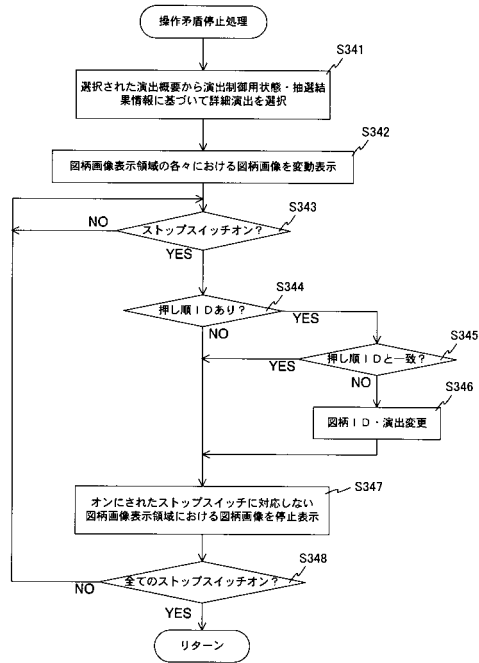 操作矛盾停止処理
S341
選択された演出概要から演出制御用状態・抽選結
果情報に基づいて詳細演出を選択
S342
図柄画像表示領域の各々における図柄画像を変動表示
S343
NO
ストップスイッチオン?
YES
S344
押し順IDあり?
YES
NO
S345
押し順IDと一致?
YES
NO
S346
図柄ID・演出変更
S347
オンにされたストップスイッチに対応しない
図柄画像表示領域における図柄画像を停止表示
S348
全てのストップスイッチオン?
NO
YES
リターン